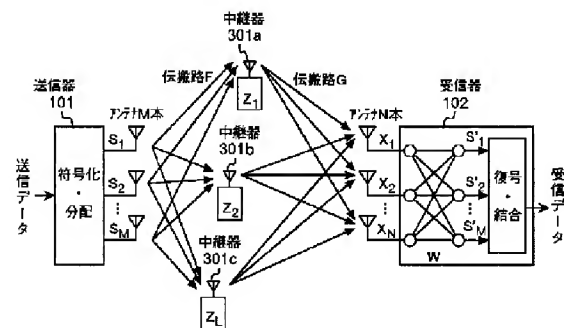 中継器
301a
送信器
101
伝搬路F
伝搬路G
受信器
102
アンテナM本
Z1
アンテナN本
S1
中継器
301b
X1
S'1
送信データ
符号化・分配
S2
Z2
X2
S'2
復号・結合
受信データ
⋮
⋮
⋮
SM
中継器
301c
XN
S'M
W
ZL